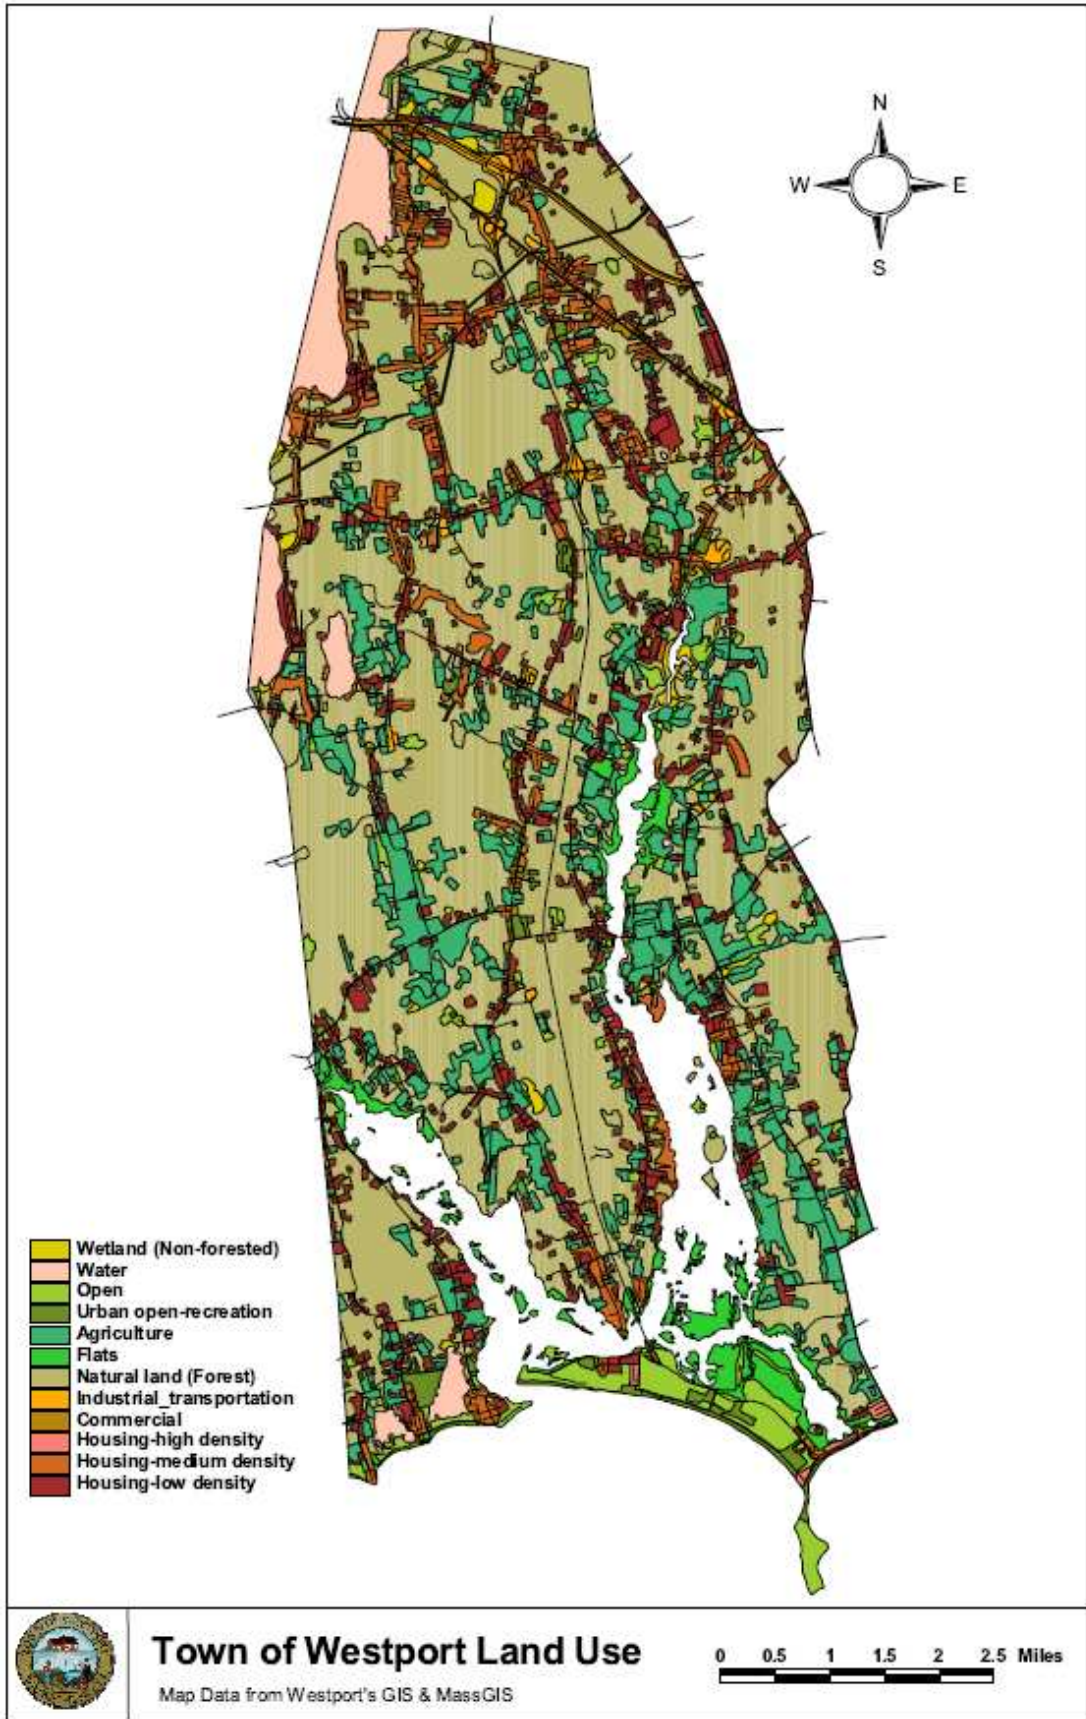 N
W E
S
Wetland (Non-forested)
Water
Open
Urban open-recreation
Agriculture
Flats
Natural land (Forest)
Industrial_transportation
Commercial
Housing-high density
Housing-medium density
Housing-low density
Town of Westport Land Use
Map Data from Westport's GIS & MassGIS
0 0.5 1 1.5 2 2.5 Miles